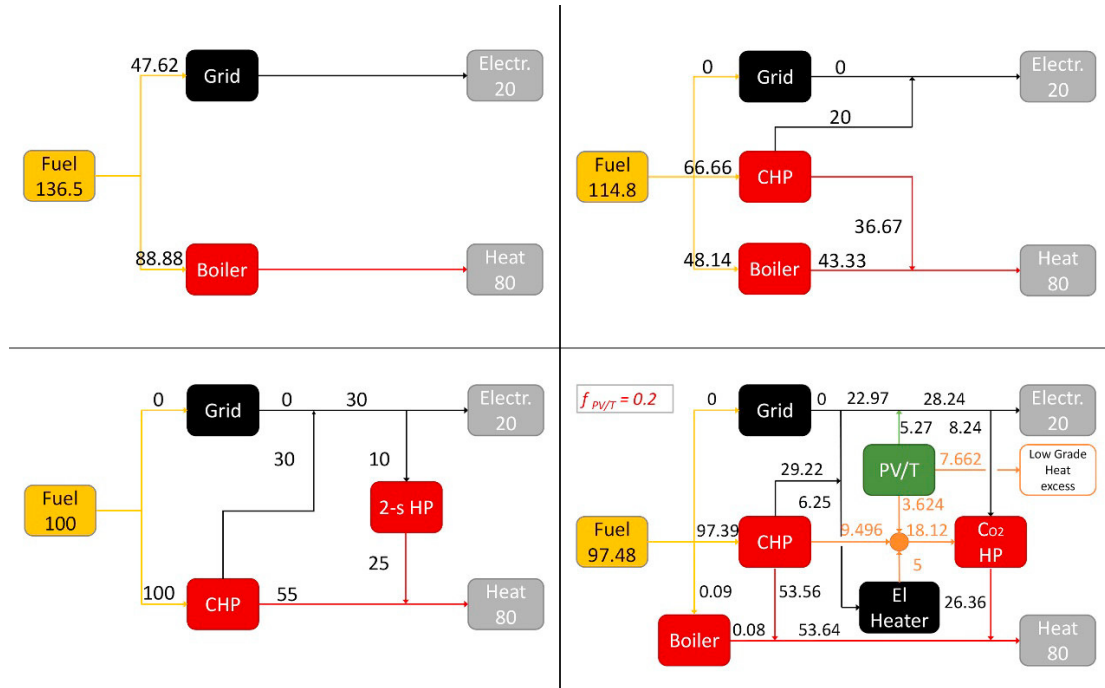 47.62
Grid
Electr.
20
Fuel
136.5
88.88
Boiler
Heat
80
0
Grid
0
Electr.
20
20
Fuel
114.8
66.66
CHP
36.67
48.14
Boiler
43.33
Heat
80
0
Grid
0
30
Electr.
20
30
10
2-s HP
Fuel
100
25
100
CHP
55
Heat
80
f PV/T = 0.2
0
Grid
0
22.97
28.24
Electr.
20
5.27
8.24
29.22
PV/T
7.662
Low Grade
Heat
excess
6.25
3.624
Fuel
97.48
97.39
CHP
9.496
18.12
CO2
HP
5
0.09
53.56
El
Heater
26.36
Boiler
0.08
53.64
Heat
80